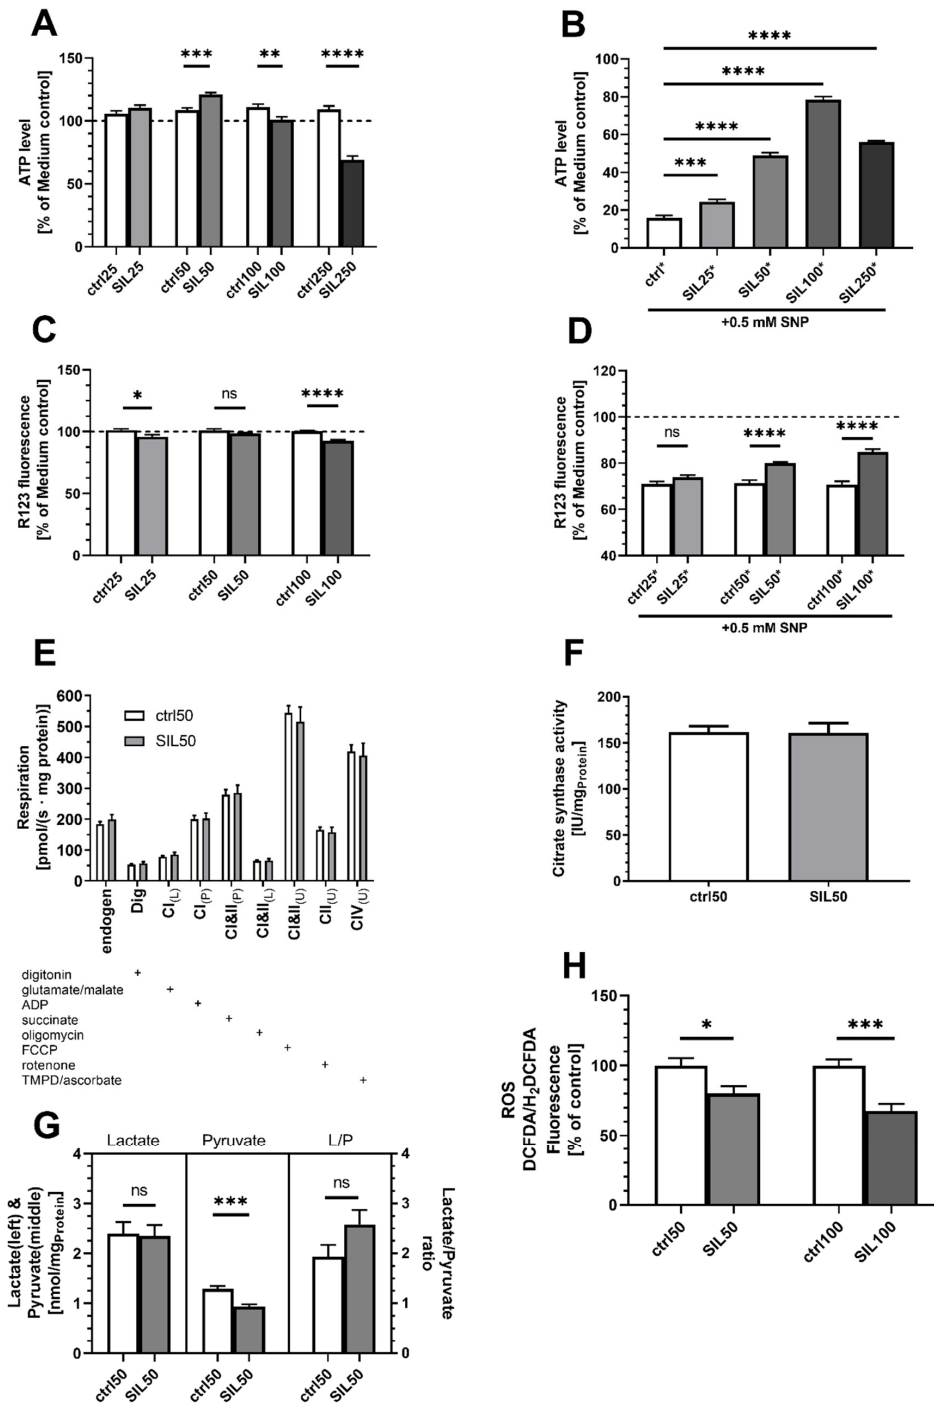 A
ATP level
[% of Medium control]
150
100
50
0
***
**
****
ctrl25
SIL25
ctrl50
SIL50
ctrl100
SIL100
ctrl250
SIL250
B
ATP level
[% of Medium control]
100
80
60
40
20
0
****
****
****
***
ctrl*
SIL25*
SIL50*
SIL100*
SIL250*
+0.5 mM SNP
C
R123 fluorescence
[% of Medium control]
150
100
50
0
*
ns
****
ctrl25
SIL25
ctrl50
SIL50
ctrl100
SIL100
D
R123 fluorescence
[% of Medium control]
120
100
80
60
40
ns
****
****
ctrl25*
SIL25*
ctrl50*
SIL50*
ctrl100*
SIL100*
+0.5 mM SNP
E
Respiration
[pmol/(s · mg protein)]
600
500
400
300
200
100
0
ctrl50
SIL50
endogen
Dig
CI(L)
CI(P)
CI&II(P)
CI&II(L)
CI&II(U)
CII(U)
CIV(U)
digitonin +
glutamate/malate +
ADP +
succinate +
oligomycin +
FCCP +
rotenone +
TMPD/ascorbate +
F
Citrate synthase activity
[IU/mgProtein]
200
150
100
50
0
ctrl50
SIL50
G
Lactate
Pyruvate
L/P
Lactate(left) &
Pyruvate(middle)
[nmol/mgProtein]
4
3
2
1
0
ns
***
ns
4
3
2
1
0
Lactate/Pyruvate
ratio
ctrl50
SIL50
ctrl50
SIL50
ctrl50
SIL50
H
ROS
DCFDA/H2DCFDA
Fluorescence
[% of control]
150
100
50
0
*
***
ctrl50
SIL50
ctrl100
SIL100